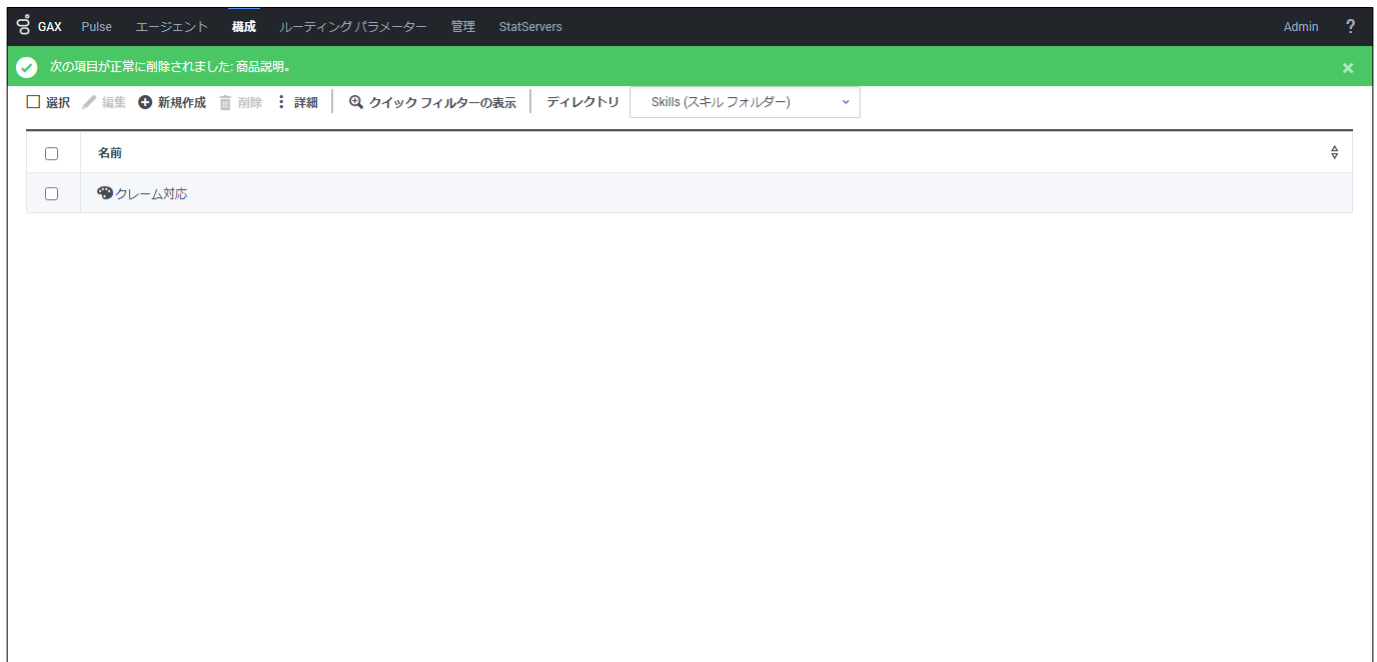 GAX Pulse エージェント 構成 ルーティング パラメーター 管理 StatServers Admin ?
次の項目が正常に削除されました: 商品説明。 ×
選択 編集 新規作成 削除 詳細 クイック フィルターの表示 ディレクトリ Skills (スキル フォルダー)
名前
クレーム対応